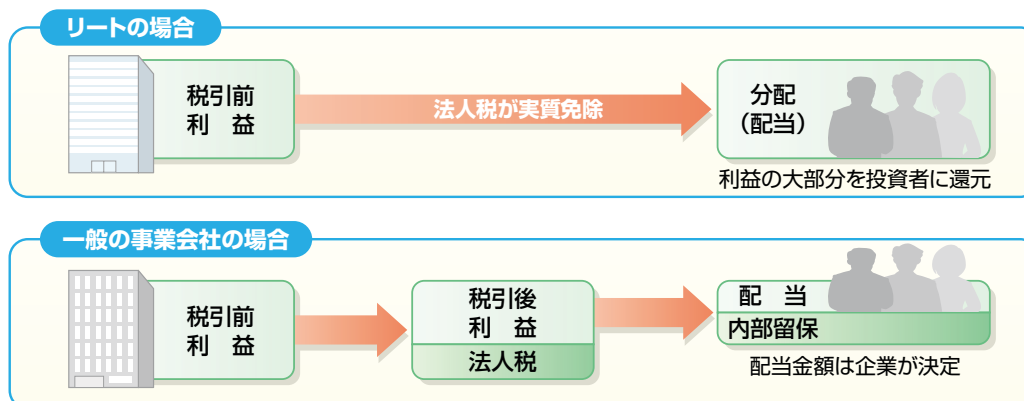 リートの場合
税引前
利　益
法人税が実質免除
分配
（配当）
利益の大部分を投資者に還元
一般の事業会社の場合
税引前
利　益
税引後
利　益
法人税
配　当
内部留保
配当金額は企業が決定